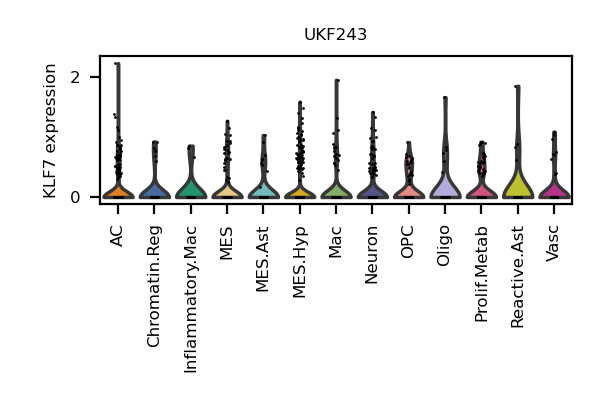 UKF243
KLF7 expression
2
0
AC
Chromatin.Reg
Inflammatory.Mac
MES
MES.Ast
MES.Hyp
Mac
Neuron
OPC
Oligo
Prolif.Metab
Reactive.Ast
Vasc